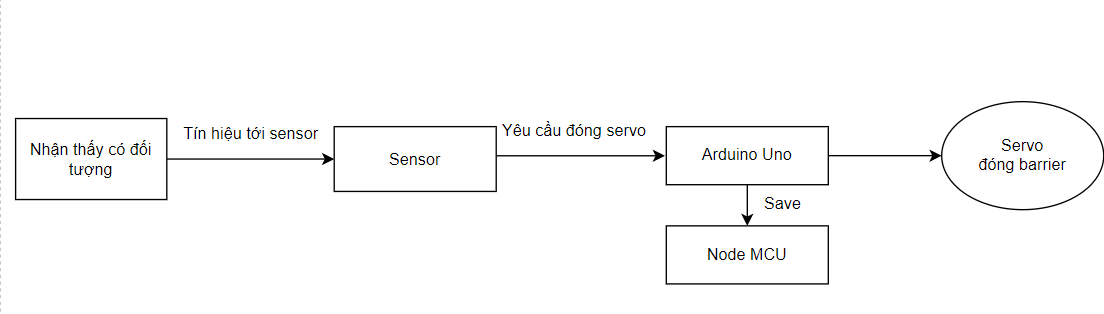 Nhận thấy có đối
tượng
Tín hiệu tới sensor
Sensor
Yêu cầu đóng servo
Arduino Uno
Save
Node MCU
Servo
đóng barrier